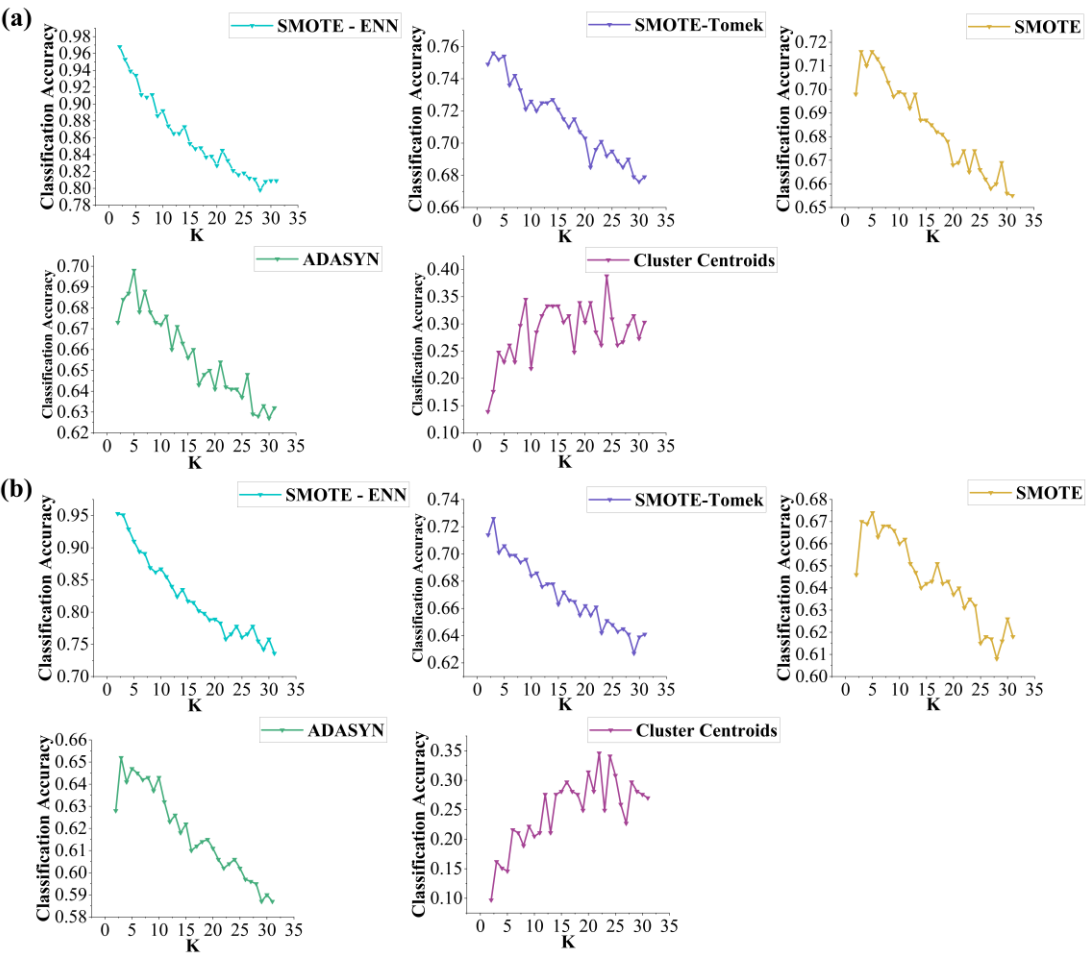 (a)
SMOTE - ENN
Classification Accuracy
0.98
0.96
0.94
0.92
0.90
0.88
0.86
0.84
0.82
0.80
0.78
0 5 10 15 20 25 30 35
K
SMOTE-Tomek
Classification Accuracy
0.76
0.74
0.72
0.70
0.68
0.66
0 5 10 15 20 25 30 35
K
SMOTE
Classification Accuracy
0.72
0.71
0.70
0.69
0.68
0.67
0.66
0.65
0 5 10 15 20 25 30 35
K
ADASYN
Classification Accuracy
0.70
0.69
0.68
0.67
0.66
0.65
0.64
0.63
0.62
0 5 10 15 20 25 30 35
K
Cluster Centroids
Classification Accuracy
0.40
0.35
0.30
0.25
0.20
0.15
0.10
0 5 10 15 20 25 30 35
K
(b)
SMOTE - ENN
Classification Accuracy
0.95
0.90
0.85
0.80
0.75
0.70
0 5 10 15 20 25 30 35
K
SMOTE-Tomek
Classification Accuracy
0.74
0.72
0.70
0.68
0.66
0.64
0.62
0 5 10 15 20 25 30 35
K
SMOTE
Classification Accuracy
0.68
0.67
0.66
0.65
0.64
0.63
0.62
0.61
0.60
0 5 10 15 20 25 30 35
K
ADASYN
Classification Accuracy
0.66
0.65
0.64
0.63
0.62
0.61
0.60
0.59
0.58
0 5 10 15 20 25 30 35
K
Cluster Centroids
Classification Accuracy
0.35
0.30
0.25
0.20
0.15
0.10
0 5 10 15 20 25 30 35
K